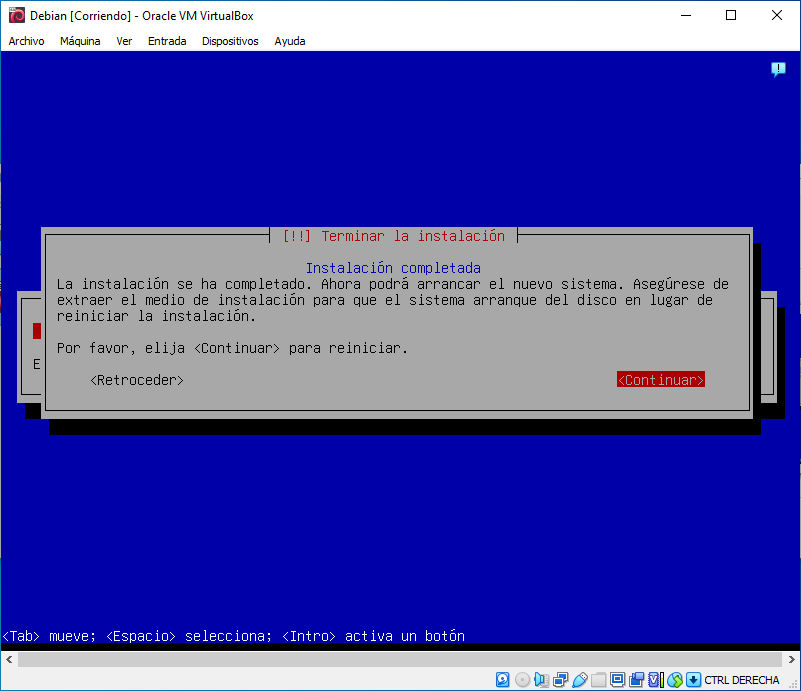 Debian [Corriendo] - Oracle VM VirtualBox
Archivo Máquina Ver Entrada Dispositivos Ayuda
[!!] Terminar la instalación
Instalación completada
La instalación se ha completado. Ahora podrá arrancar el nuevo sistema. Asegúrese de
extraer el medio de instalación para que el sistema arranque del disco en lugar de
reiniciar la instalación.
Por favor, elija <Continuar> para reiniciar.
E
<Retroceder> <Continuar>
<Tab> mueve; <Espacio> selecciona; <Intro> activa un botón
CTRL DERECHA